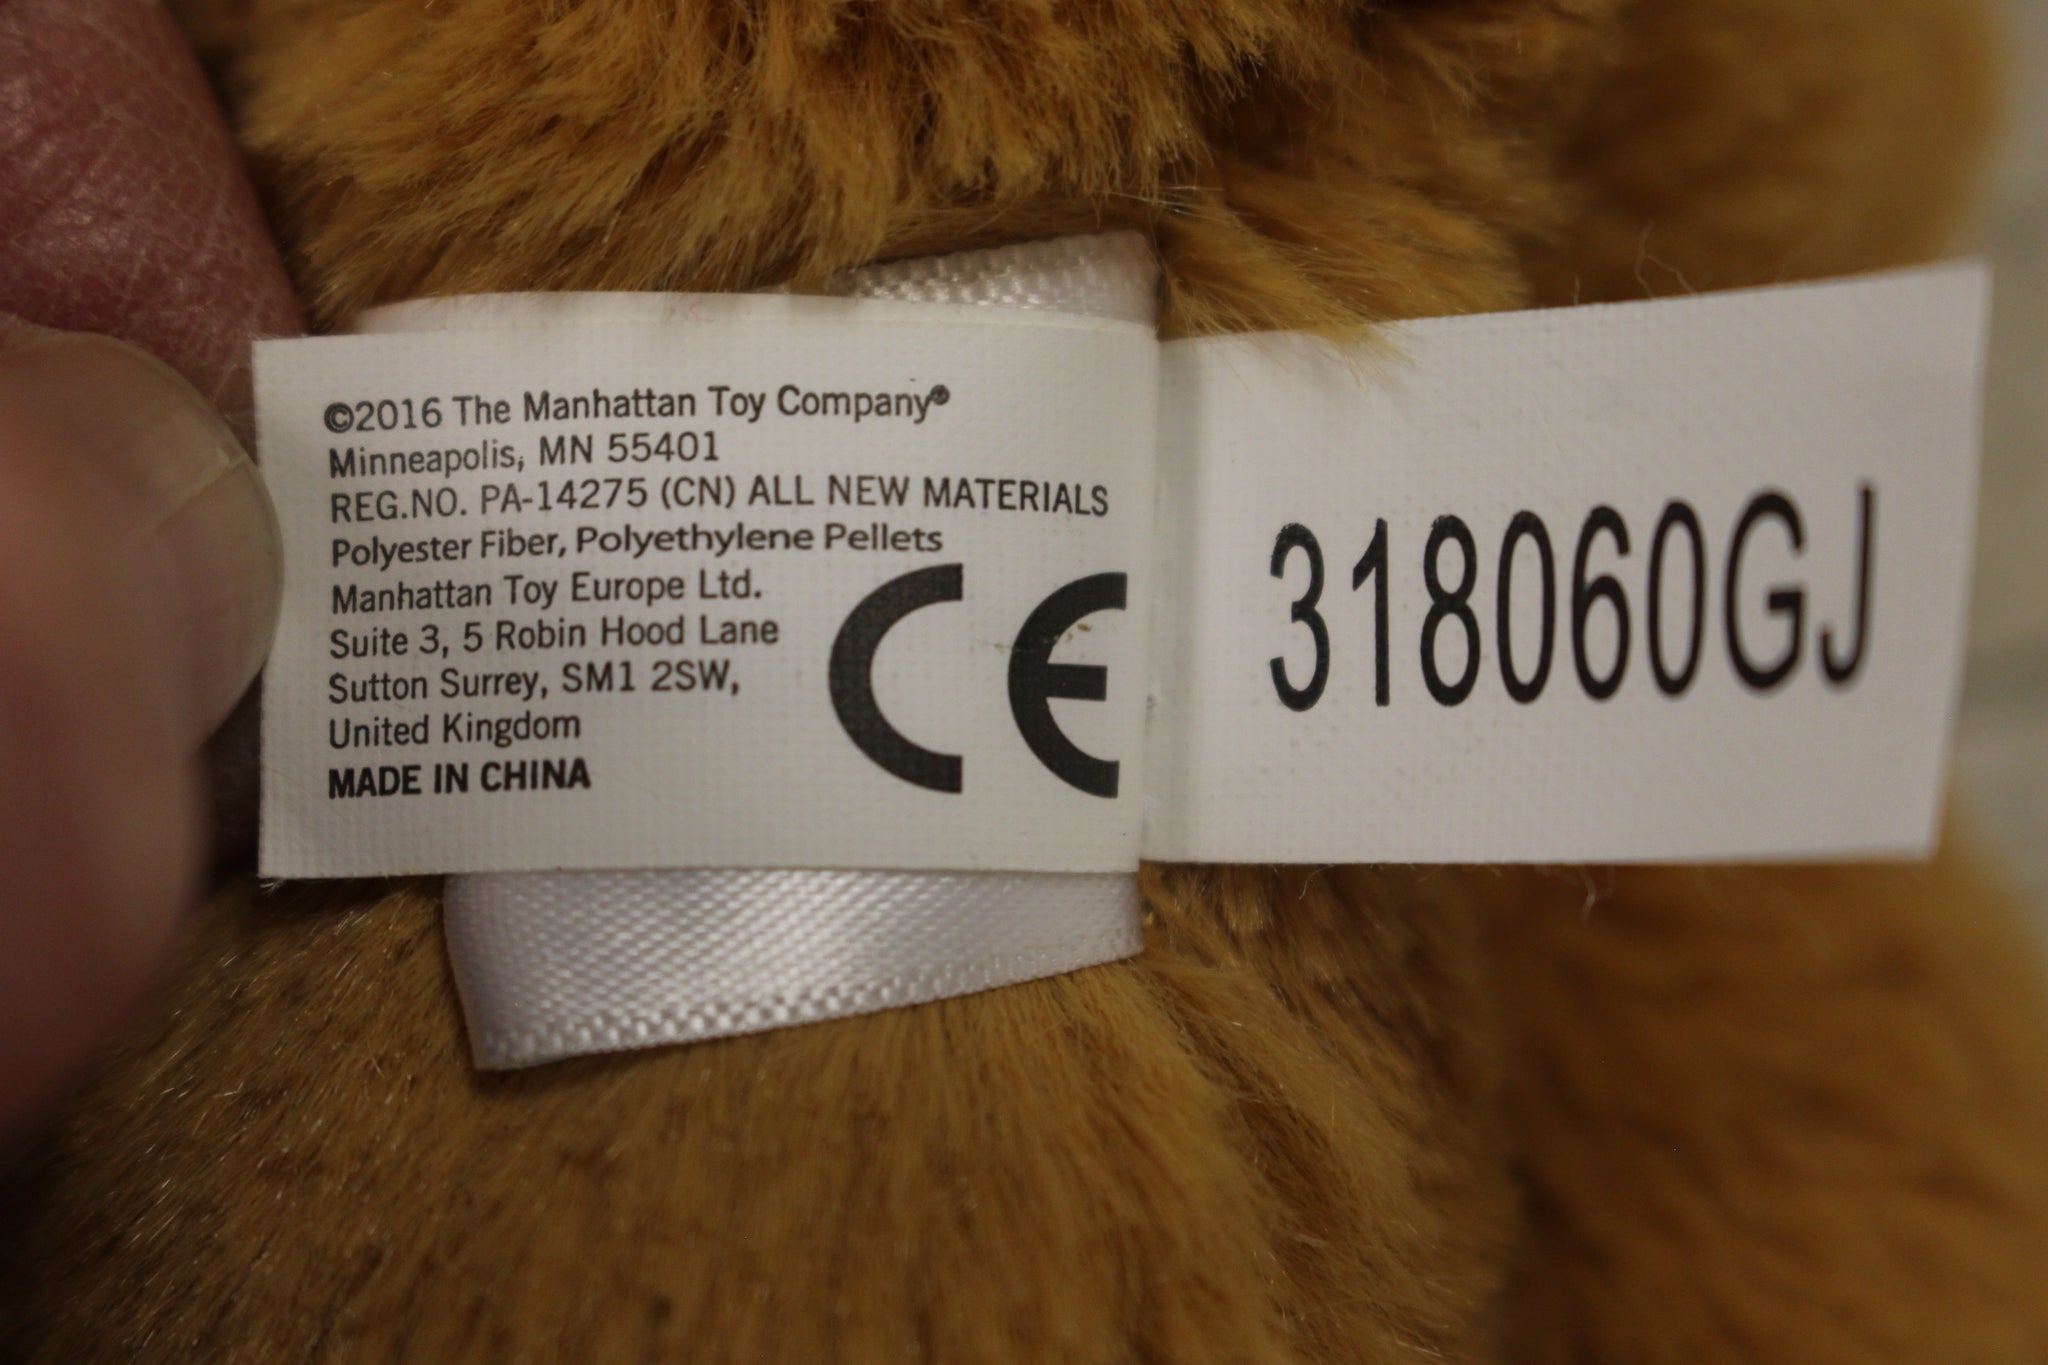 ©2016 The Manhattan Toy Company®
Minneapolis, MN 55401
REG.NO. PA-14275 (CN) ALL NEW MATERIALS
Polyester Fiber, Polyethylene Pellets
Manhattan Toy Europe Ltd.
Suite 3, 5 Robin Hood Lane
Sutton Surrey, SM1 2SW,
United Kingdom
MADE IN CHINA
CE
318060GJ